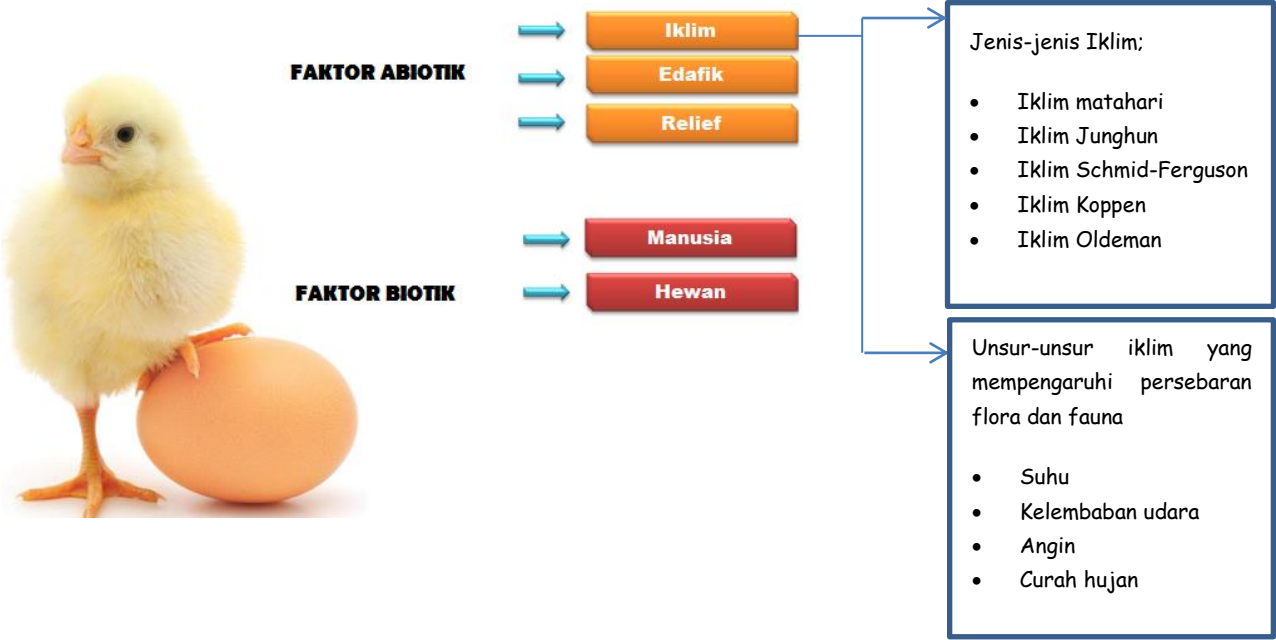 FAKTOR ABIOTIK
Iklim
Edafik
Relief
FAKTOR BIOTIK
Manusia
Hewan
Jenis-jenis Iklim;
• Iklim matahari
• Iklim Junghun
• Iklim Schmid-Ferguson
• Iklim Koppen
• Iklim Oldeman
Unsur-unsur iklim yang
mempengaruhi persebaran
flora dan fauna
• Suhu
• Kelembaban udara
• Angin
• Curah hujan